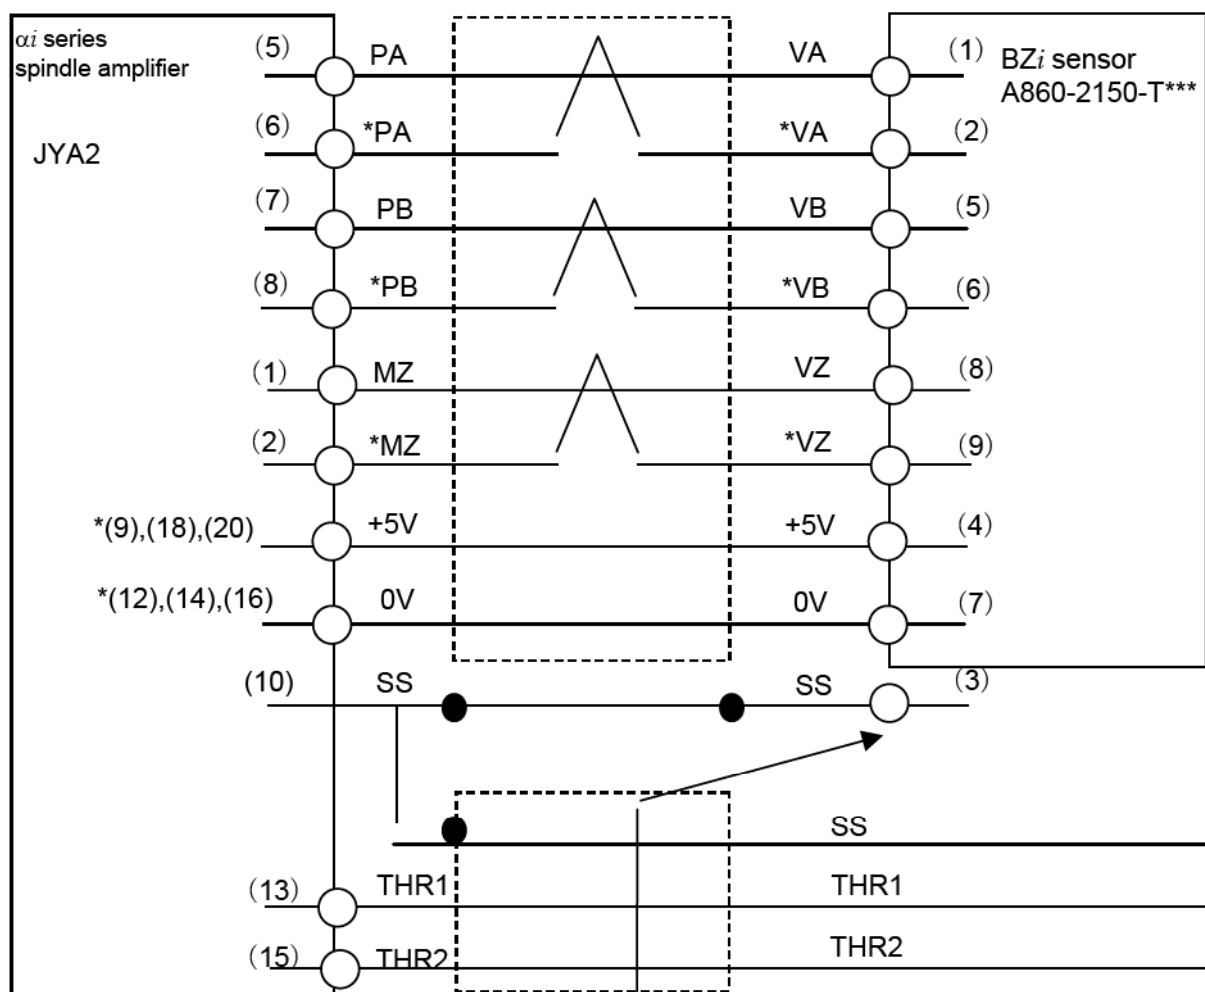 αi series
spindle amplifier
JYA2
(5) PA VA (1)
BZi sensor
A860-2150-T***
(6) *PA *VA (2)
(7) PB VB (5)
(8) *PB *VB (6)
(1) MZ VZ (8)
(2) *MZ *VZ (9)
*(9),(18),(20) +5V +5V (4)
*(12),(14),(16) 0V 0V (7)
(10) SS SS (3)
SS
(13) THR1 THR1
(15) THR2 THR2